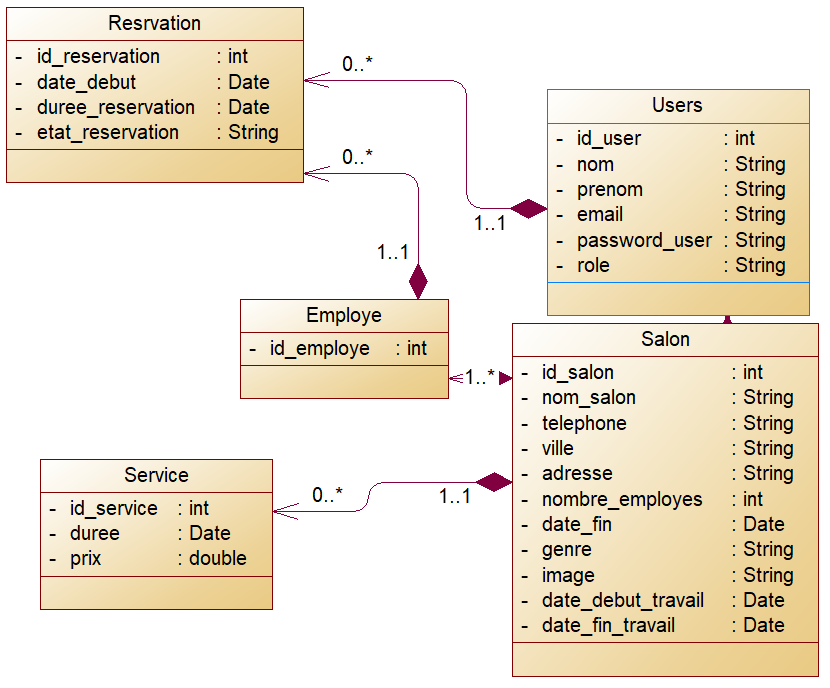 Resrvation
- id_reservation : int
- date_debut : Date
- duree_reservation : Date
- etat_reservation : String
0..*
0..*
1..1
1..1
Users
- id_user : int
- nom : String
- prenom : String
- email : String
- password_user : String
- role : String
Employe
- id_employe : int
1..*
Salon
- id_salon : int
- nom_salon : String
- telephone : String
- ville : String
- adresse : String
- nombre_employes : int
- date_fin : Date
- genre : String
- image : String
- date_debut_travail : Date
- date_fin_travail : Date
Service
- id_service : int
- duree : Date
- prix : double
0..*
1..1